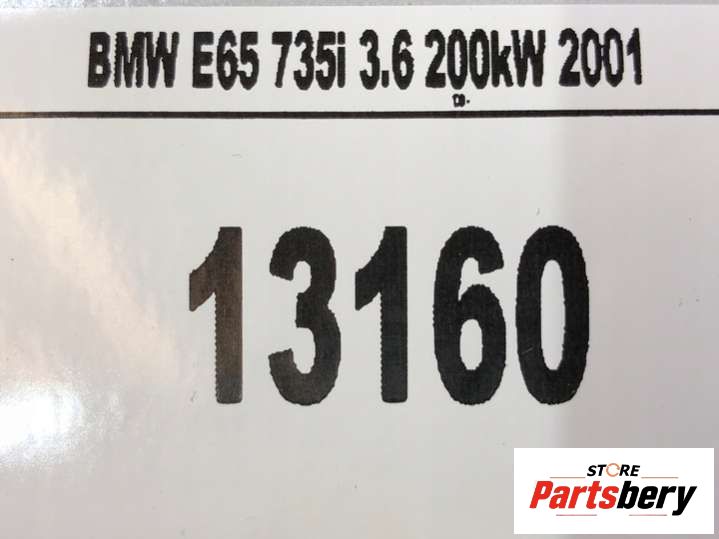 BMW E65 735i 3.6 200kW 2001
13160
STORE
Partsbery